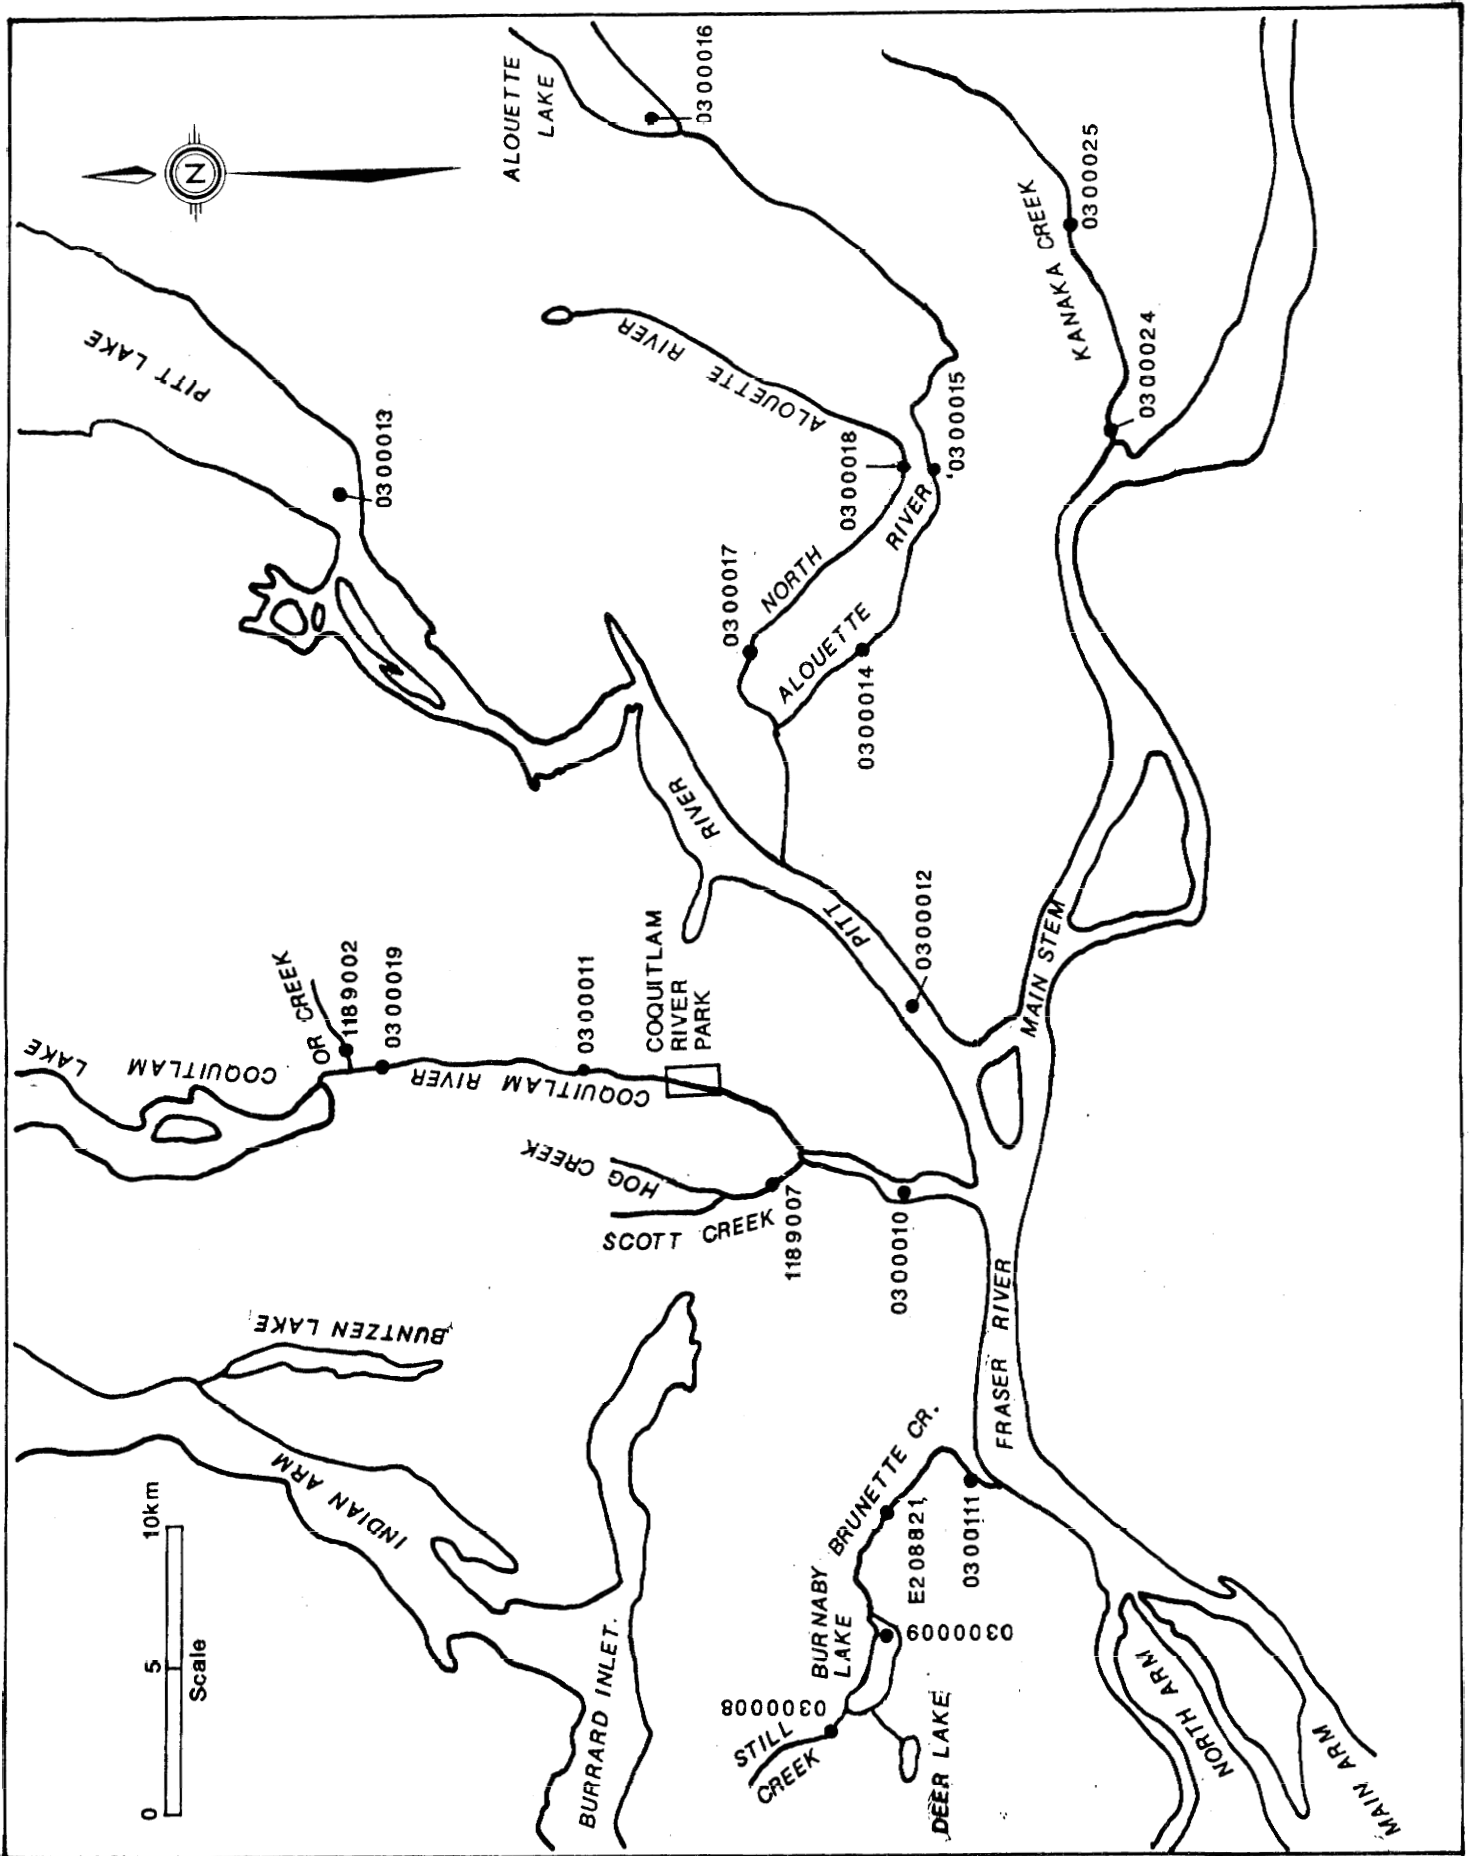 ALOUETTE
LAKE
0300016
N
PITT LAKE
0300013
KANAKA CREEK
0300025
0300024
ALOUETTE
RIVER
NORTH
0300018
0300015
0300017
ALOUETTE
RIVER
0300014
PITT
RIVER
0300012
MAIN STEM
OR CREEK
1189002
0300019
0300011
COQUITLAM
RIVER
PARK
COQUITLAM
LAKE
COQUITLAM RIVER
HOG CREEK
SCOTT CREEK
1189007
0300010
FRASER RIVER
BUNTZEN LAKE
INDIAN ARM
BURRARD INLET.
BRUNETTE CR.
E208821,
0300111
BURNABY
LAKE
0300009
0300008
STILL
CREEK
DEER LAKE
NORTH ARM
MAIN ARM
0 5 10km
Scale